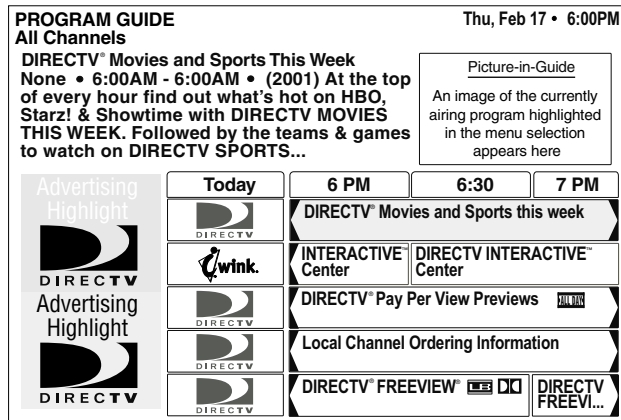 PROGRAM GUIDE
Thu, Feb 17 • 6:00PM
All Channels
DIRECTV® Movies and Sports This Week
None • 6:00AM - 6:00AM • (2001) At the top
of every hour find out what's hot on HBO,
Starz! & Showtime with DIRECTV MOVIES
THIS WEEK. Followed by the teams & games
to watch on DIRECTV SPORTS...
Picture-in-Guide
An image of the currently
airing program highlighted
in the menu selection
appears here
Advertising
Highlight
DIRECTV
Advertising
Highlight
DIRECTV
Today
6 PM
6:30
7 PM
DIRECTV
DIRECTV® Movies and Sports this week
wink.
INTERACTIVE™
Center
DIRECTV INTERACTIVE™
Center
DIRECTV
DIRECTV® Pay Per View Previews
ALL DAY
DIRECTV
Local Channel Ordering Information
DIRECTV
DIRECTV® FREEVIEW®
DIRECTV
FREEVI...